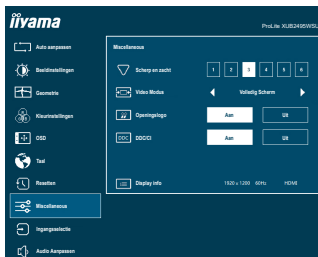 iiyama
ProLite XUB2495WSU
Auto aanpassen
Miscellaneous
Beeldinstellingen
Scherp en zacht
1 2 3 4 5 6
Geometrie
Video Modus
Volledig Scherm
Kleurinstellingen
Openingslogo
Aan
Uit
OSD
DDC
DDC/CI
Aan
Uit
Taal
Resetten
Display info
1920 x 1200 60Hz HDMI
Miscellaneous
Ingangsselectie
Audio Aanpassen